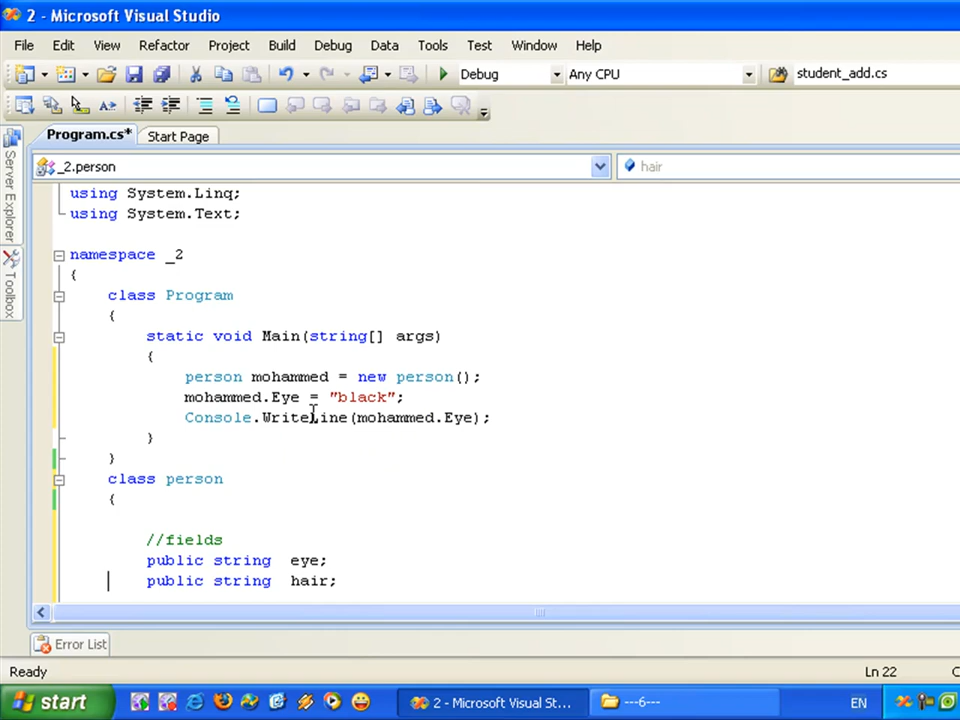 2 - Microsoft Visual Studio
File Edit View Refactor Project Build Debug Data Tools Test Window Help
Debug Any CPU student_add.cs
Program.cs* Start Page
_2.person hair
Server Explorer
Toolbox
using System.Linq;
using System.Text;
namespace _2
{
class Program
{
static void Main(string[] args)
{
person mohammed = new person();
mohammed.Eye = "black";
Console.WriteLine(mohammed.Eye);
}
}
class person
{
//fields
public string  eye;
public string  hair;
Error List
Ready Ln 22 C
start 2 - Microsoft Visual St... ---6--- EN